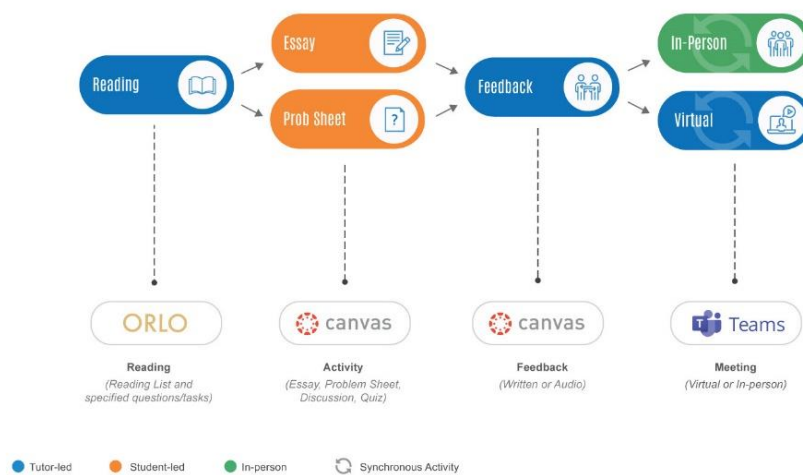 Reading
Essay
Prob Sheet
Feedback
In-Person
Virtual
ORLO
canvas
canvas
Teams
Reading
(Reading List and
specified questions/tasks)
Activity
(Essay, Problem Sheet,
Discussion, Quiz)
Feedback
(Written or Audio)
Meeting
(Virtual or In-person)
Tutor-led
Student-led
In-person
Synchronous Activity